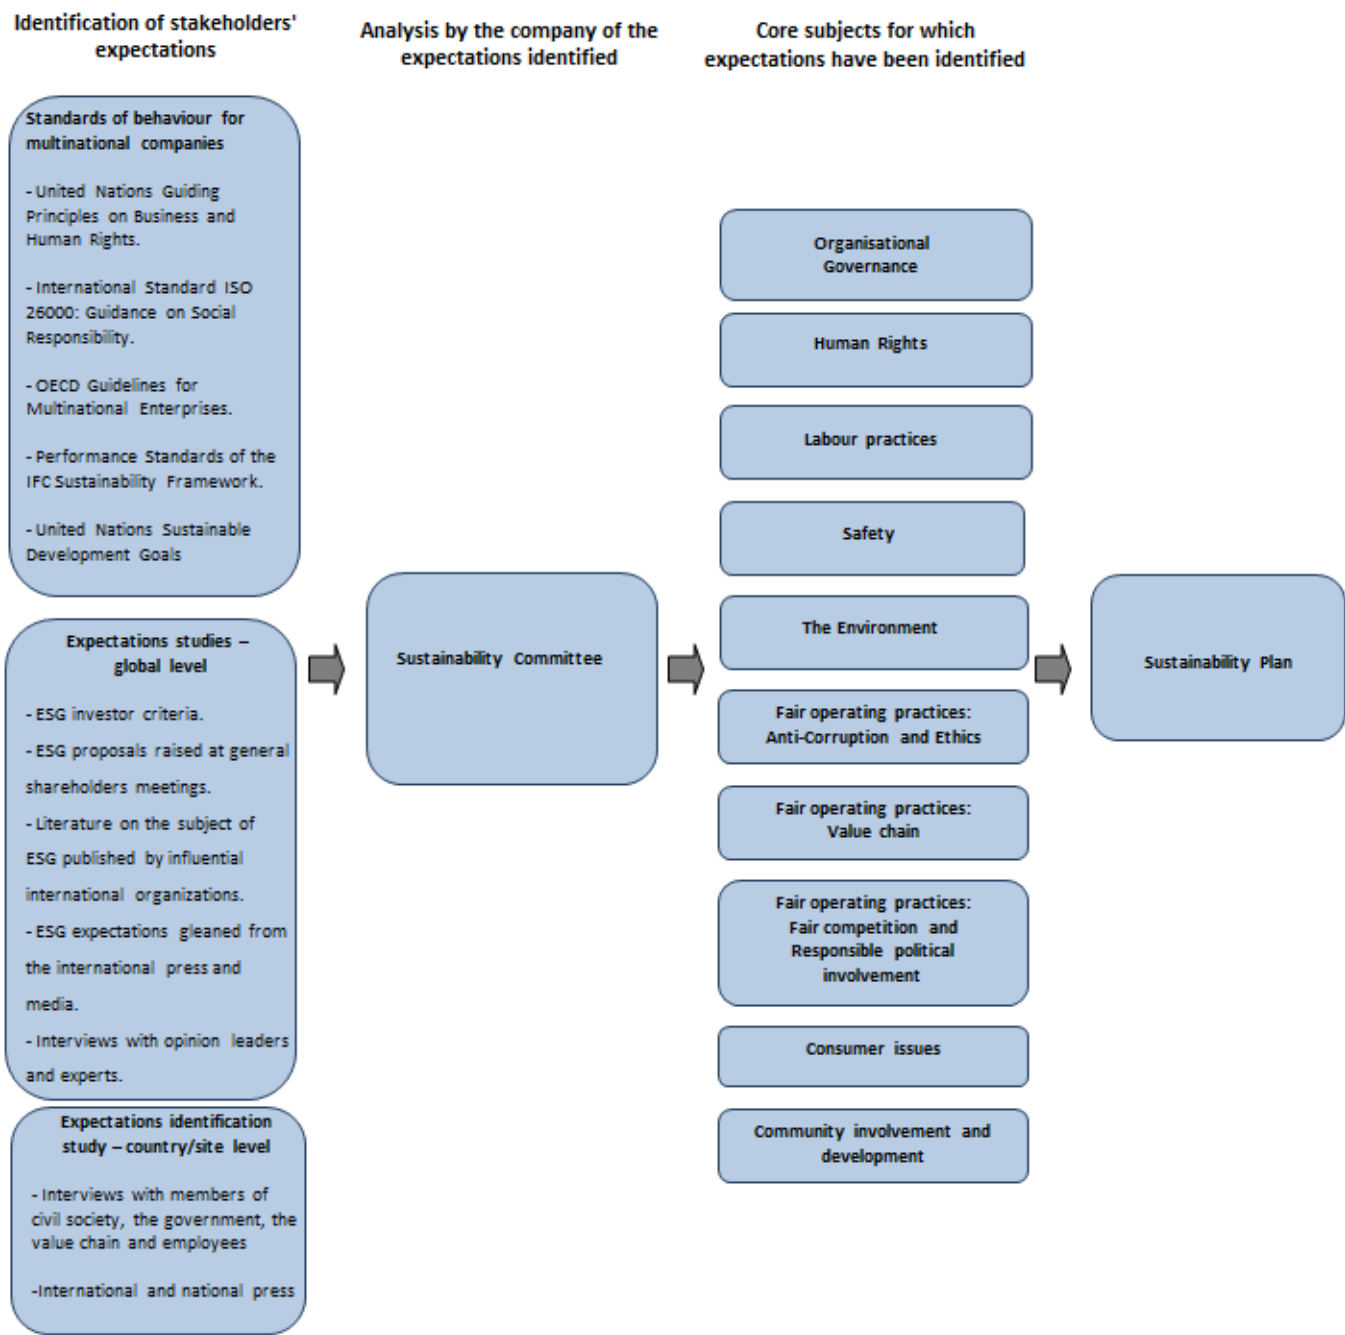 Identification of stakeholders'
expectations
Analysis by the company of the
expectations identified
Core subjects for which
expectations have been identified
Standards of behaviour for
multinational companies
- United Nations Guiding
Principles on Business and
Human Rights.
- International Standard ISO
26000: Guidance on Social
Responsibility.
- OECD Guidelines for
Multinational Enterprises.
- Performance Standards of the
IFC Sustainability Framework.
- United Nations Sustainable
Development Goals
Expectations studies –
global level
- ESG investor criteria.
- ESG proposals raised at general
shareholders meetings.
- Literature on the subject of
ESG published by influential
international organizations.
- ESG expectations gleaned from
the international press and
media.
- Interviews with opinion leaders
and experts.
Expectations identification
study – country/site level
- Interviews with members of
civil society, the government, the
value chain and employees
-International and national press
Sustainability Committee
Organisational
Governance
Human Rights
Labour practices
Safety
The Environment
Fair operating practices:
Anti-Corruption and Ethics
Fair operating practices:
Value chain
Fair operating practices:
Fair competition and
Responsible political
involvement
Consumer issues
Community involvement and
development
Sustainability Plan